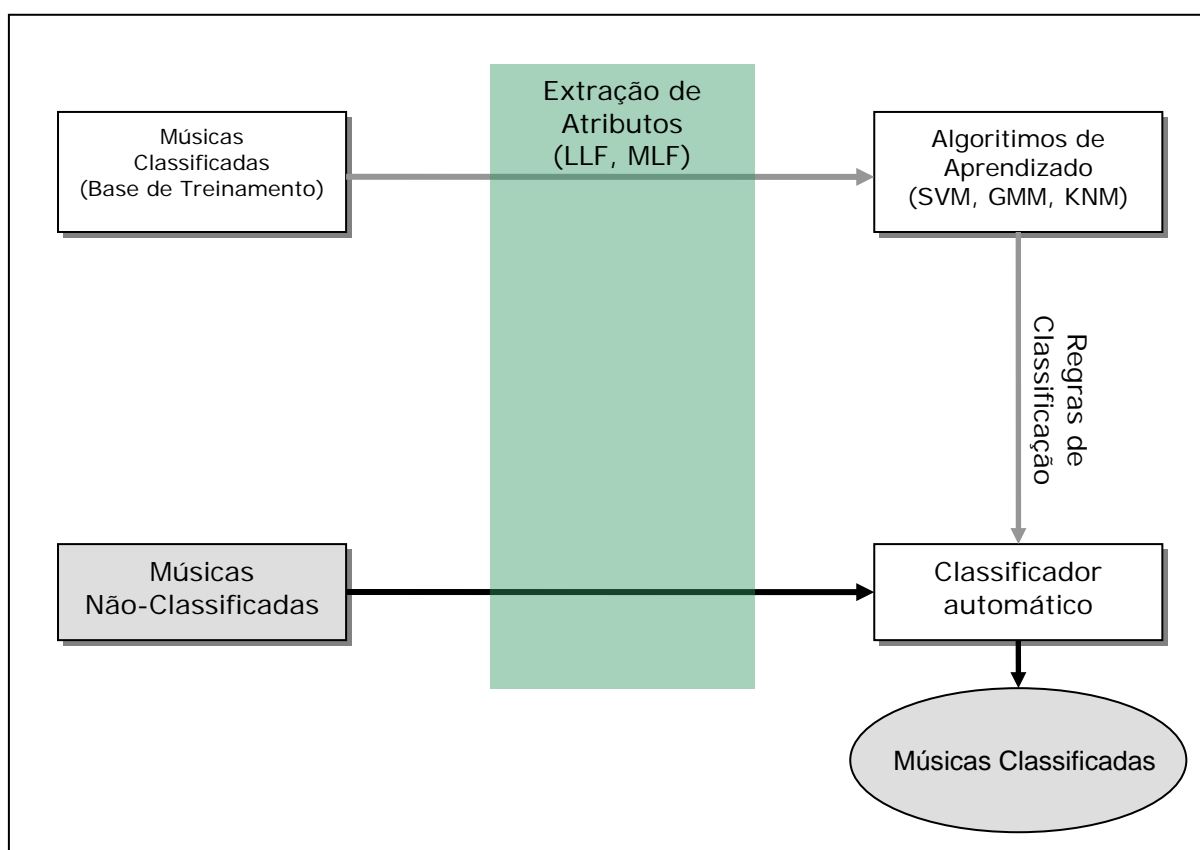 Músicas
Classificadas
(Base de Treinamento)
Extração de
Atributos
(LLF, MLF)
Algoritimos de
Aprendizado
(SVM, GMM, KNM)
Regras de
Classificação
Músicas
Não-Classificadas
Classificador
automático
Músicas Classificadas